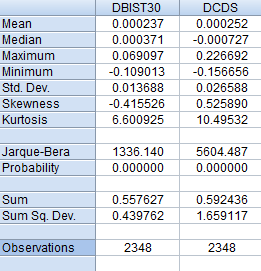 DBIST30 DCDS
Mean 0.000237 0.000252
Median 0.000371 -0.000727
Maximum 0.069097 0.226692
Minimum -0.109013 -0.156656
Std. Dev. 0.013688 0.026588
Skewness -0.415526 0.525890
Kurtosis 6.600925 10.49532
Jarque-Bera 1336.140 5604.487
Probability 0.000000 0.000000
Sum 0.557627 0.592436
Sum Sq. Dev. 0.439762 1.659117
Observations 2348 2348